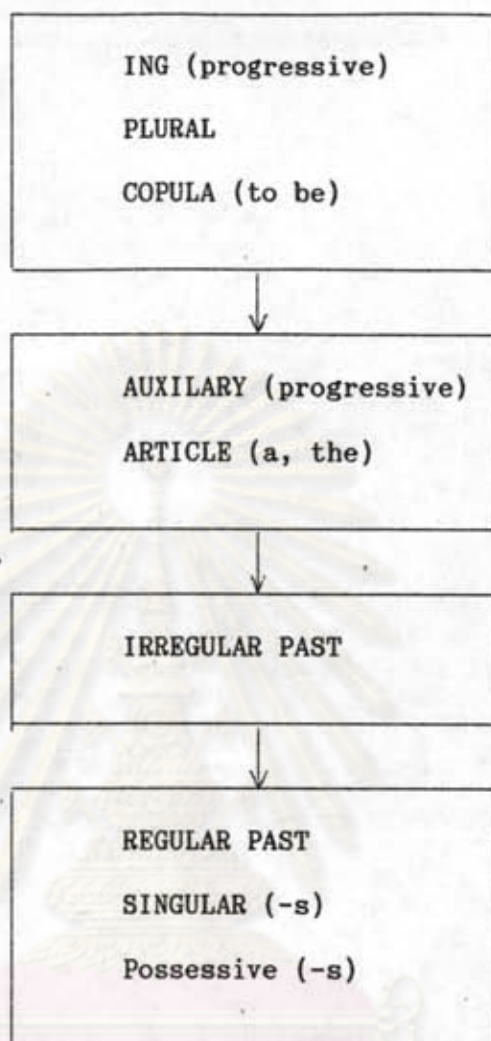 ING (progressive)
PLURAL
COPULA (to be)
AUXILARY (progressive)
ARTICLE (a, the)
IRREGULAR PAST
REGULAR PAST
SINGULAR (-s)
Possessive (-s)